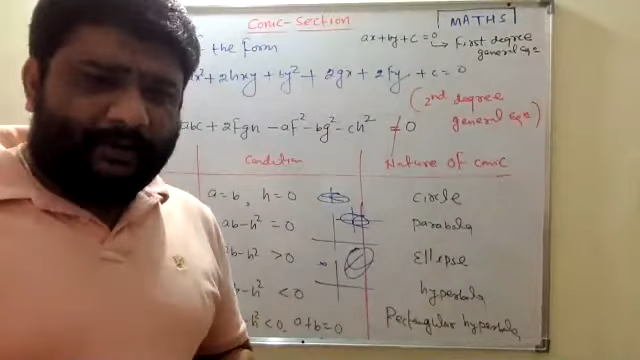 Conic-Section
MATHS
ax+by+c=0
the form
First degree
general eqn
x²+2hxy+by²+2gx+2fy+c=0
(2nd degree
general eqn)
abc+2fgh-af²-bg²-ch² ≠0
Condition
Nature of conic
a=b, h=0
circle
ab-h²=0
parabola
b-h²>0
Ellipse
b-h²<0
hyperbola
h²<0, a+b=0
Rectangular hyperbola